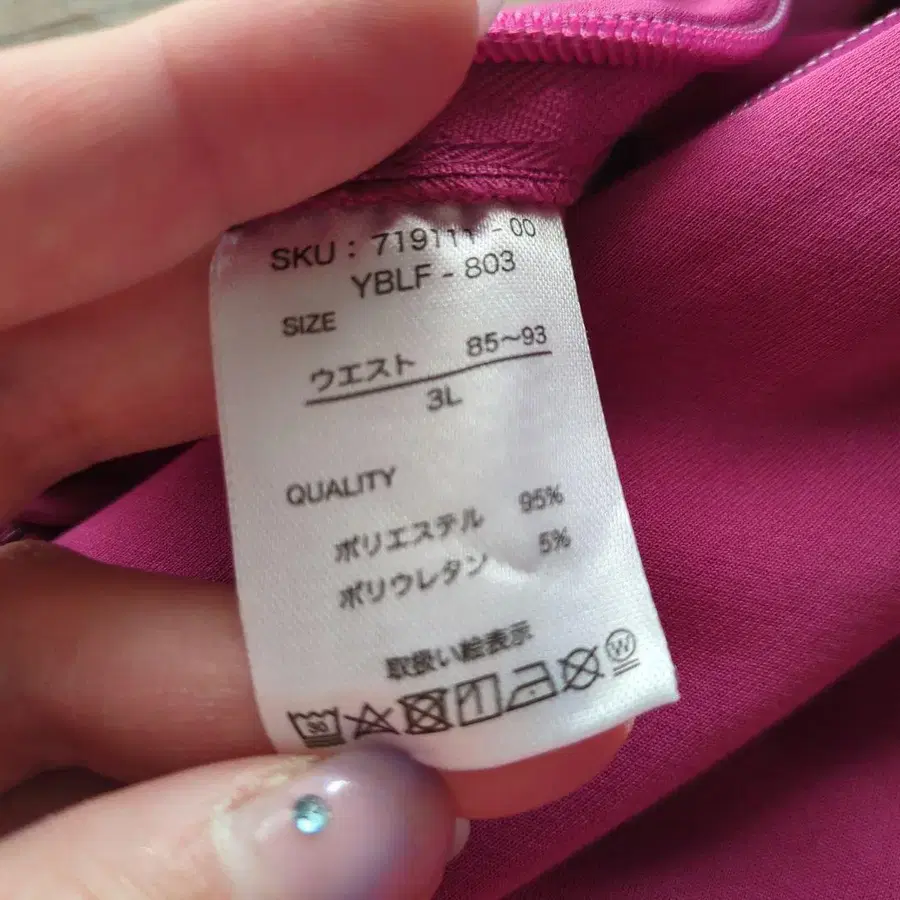 SKU : 719111 - 00
YBLF - 803
SIZE
ウエスト 85~93
3L
QUALITY
ポリエステル 95%
ポリウレタン 5%
取扱い絵表示
30
W